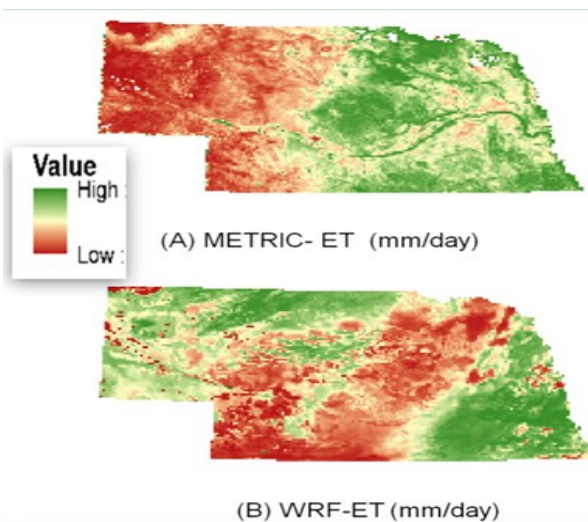 Value
High :
Low :
(A) METRIC- ET (mm/day)
(B) WRF-ET (mm/day)